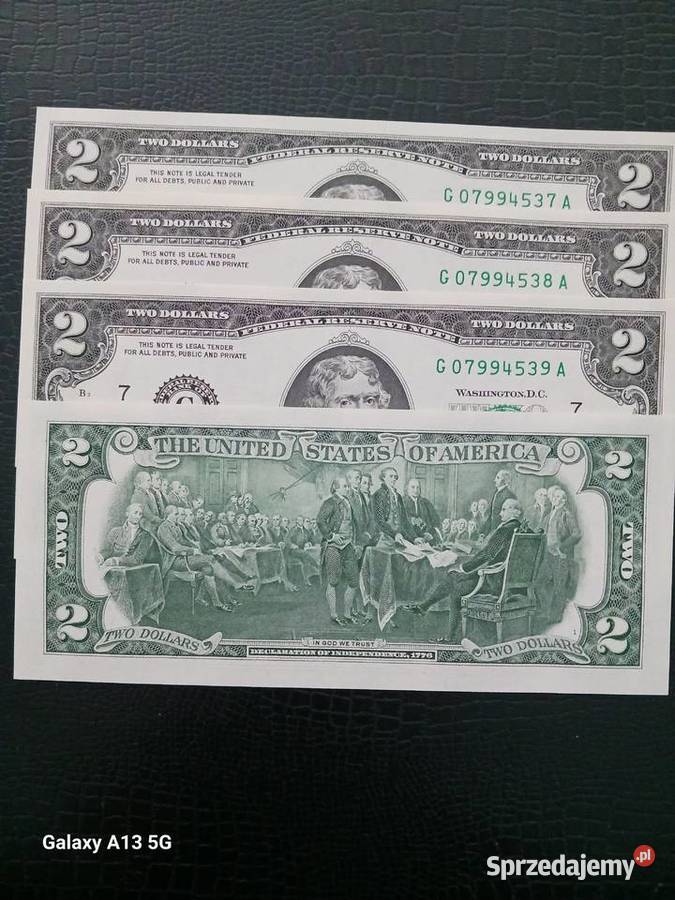 2 TWO DOLLARS FEDERAL RESERVE NOTE TWO DOLLARS 2
THIS NOTE IS LEGAL TENDER
FOR ALL DEBTS, PUBLIC AND PRIVATE
G 07994537 A
2 TWO DOLLARS FEDERAL RESERVE NOTE TWO DOLLARS 2
THIS NOTE IS LEGAL TENDER
FOR ALL DEBTS, PUBLIC AND PRIVATE
G 07994538 A
2 TWO DOLLARS FEDERAL RESERVE NOTE TWO DOLLARS 2
THIS NOTE IS LEGAL TENDER
FOR ALL DEBTS, PUBLIC AND PRIVATE
G 07994539 A
7 G WASHINGTON, D.C. 7
2 THE UNITED STATES OF AMERICA 2
TWO TWO
2 TWO DOLLARS IN GOD WE TRUST TWO DOLLARS 2
DECLARATION OF INDEPENDENCE, 1776
Galaxy A13 5G
Sprzedajemy.pl